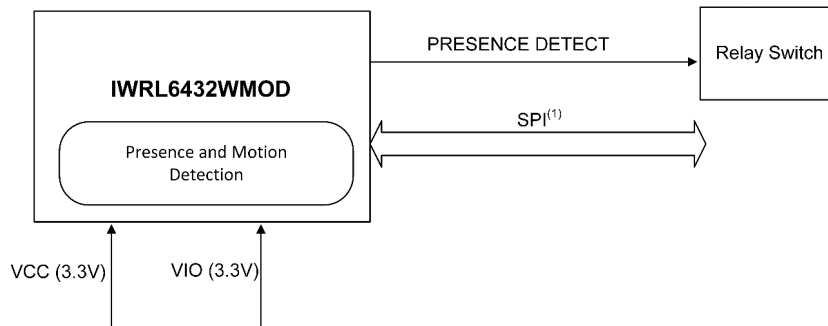 PRESENCE DETECT
Relay Switch
IWRL6432WMOD
SPI(1)
Presence and Motion
Detection
VCC (3.3V)
VIO (3.3V)